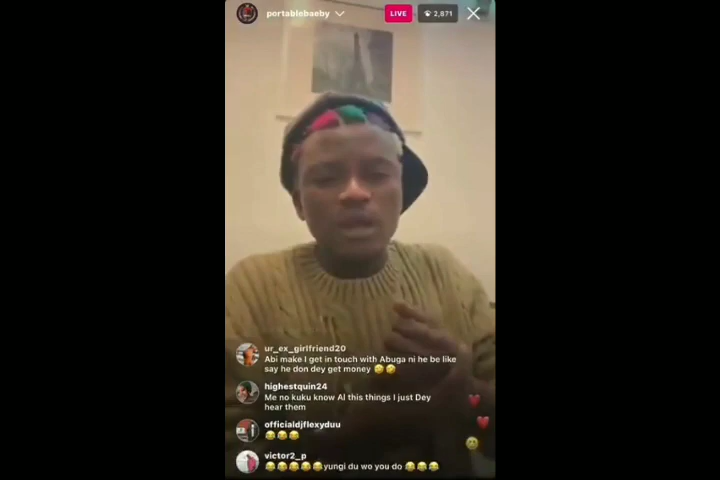 portablebaeby
LIVE
2,871
ur_ex_girlfriend20
Abi make I get in touch with Abuga ni he be like
say he don dey get money 🤣🤣
highestquin24
Me no kuku know Al this things I just Dey
hear them
officialdjflexyduu
😂😂😂
victor2_p
😂😂😂😂😂yungi du wo you do 😂😂😂